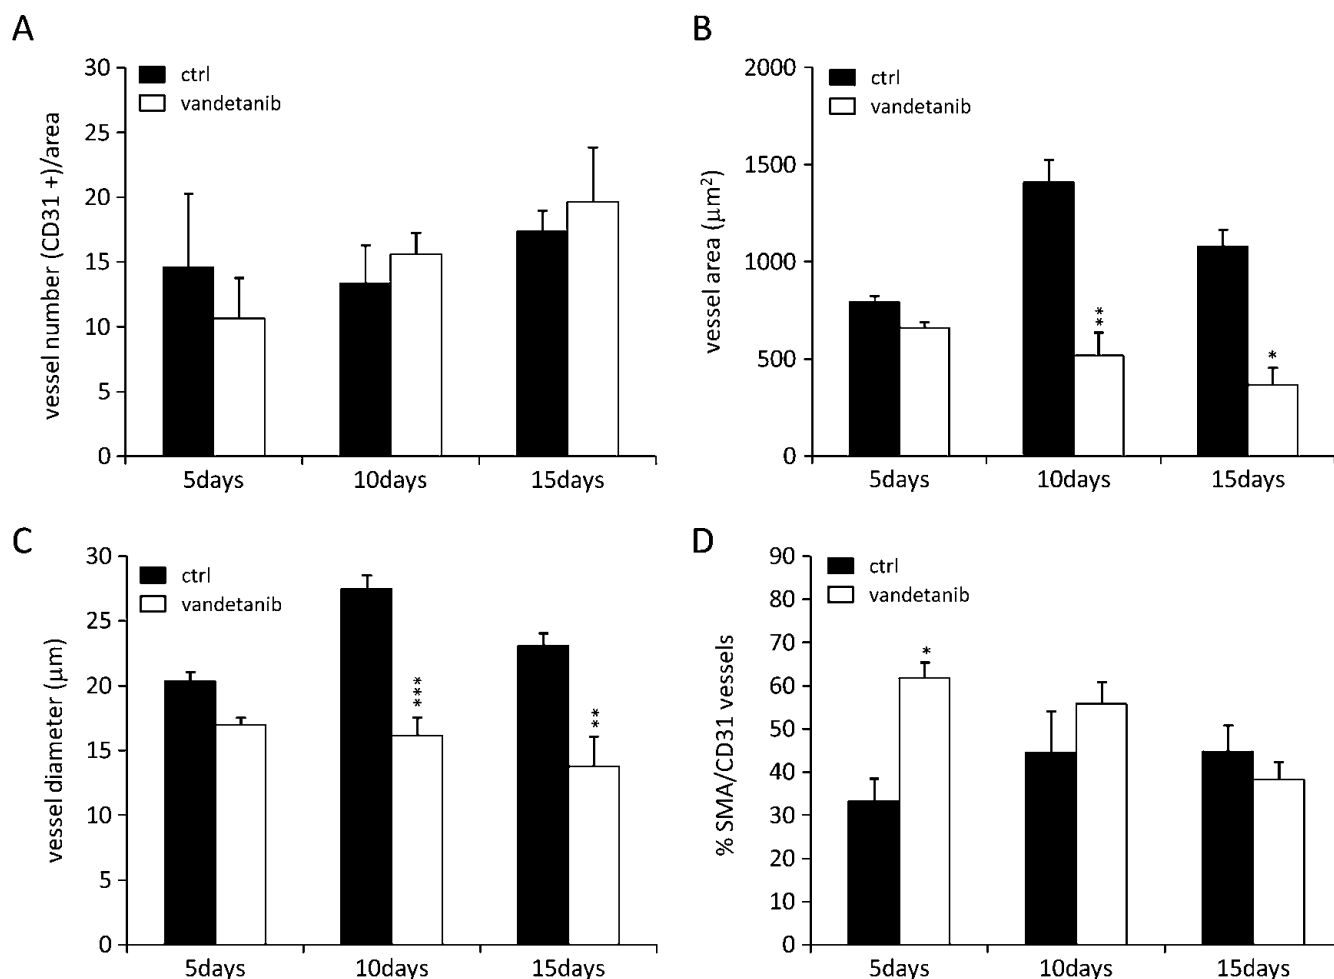 A
vessel number (CD31 +)/area
30
25
20
15
10
5
0
ctrl
vandetanib
5days
10days
15days
B
vessel area (µm²)
2000
1500
1000
500
0
ctrl
vandetanib
**
*
5days
10days
15days
C
vessel diameter (µm)
30
25
20
15
10
5
0
ctrl
vandetanib
***
**
5days
10days
15days
D
% SMA/CD31 vessels
90
80
70
60
50
40
30
20
10
0
ctrl
vandetanib
*
5days
10days
15days